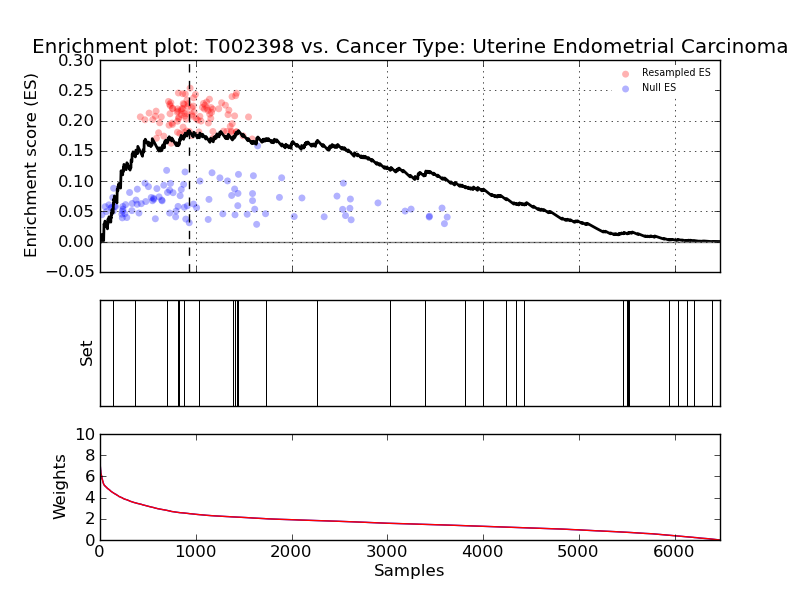 Enrichment plot: T002398 vs. Cancer Type: Uterine Endometrial Carcinoma
Enrichment score (ES)
0.30
0.25
0.20
0.15
0.10
0.05
0.00
−0.05
Resampled ES
Null ES
Set
Weights
10
8
6
4
2
0
0 1000 2000 3000 4000 5000 6000
Samples